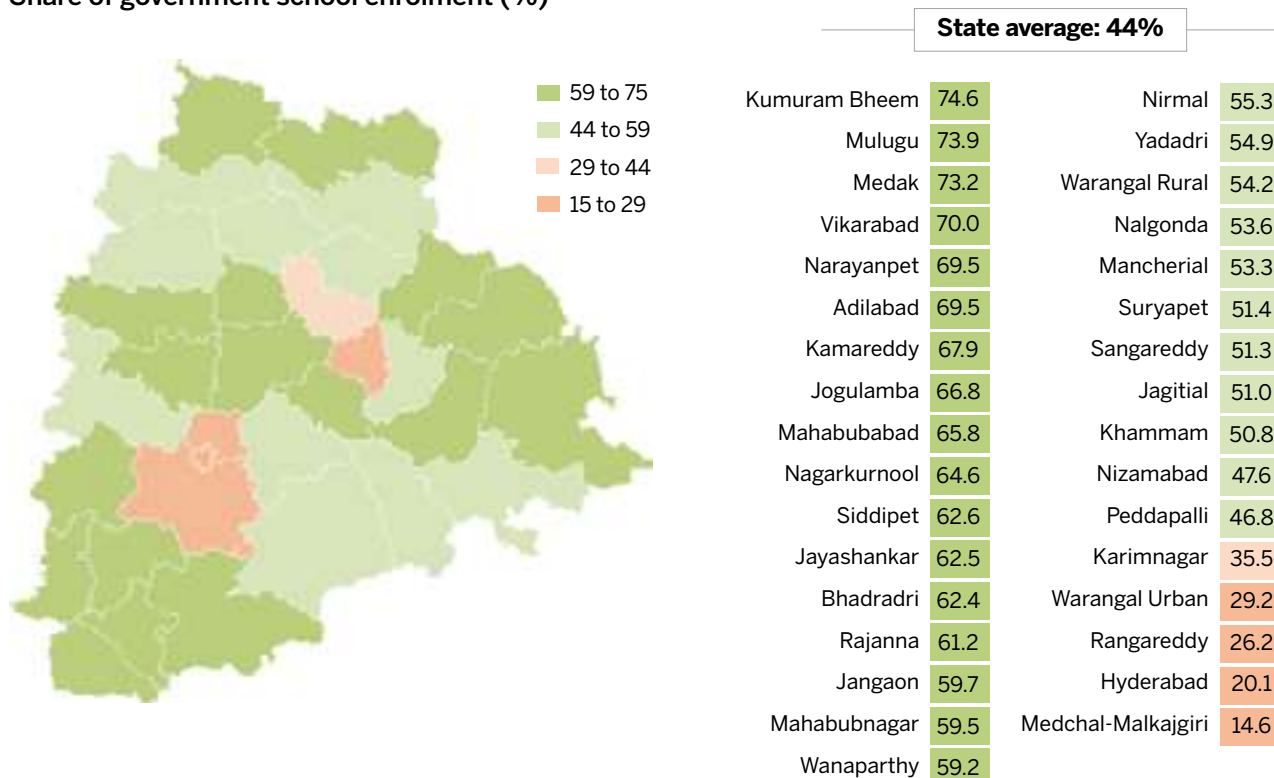 Share of government school enrolment (%)
State average: 44%
59 to 75
44 to 59
29 to 44
15 to 29
Kumuram Bheem 74.6
Mulugu 73.9
Medak 73.2
Vikarabad 70.0
Narayanpet 69.5
Adilabad 69.5
Kamareddy 67.9
Jogulamba 66.8
Mahabubabad 65.8
Nagarkurnool 64.6
Siddipet 62.6
Jayashankar 62.5
Bhadradri 62.4
Rajanna 61.2
Jangaon 59.7
Mahabubnagar 59.5
Wanaparthy 59.2
Nirmal 55.3
Yadadri 54.9
Warangal Rural 54.2
Nalgonda 53.6
Mancherial 53.3
Suryapet 51.4
Sangareddy 51.3
Jagitial 51.0
Khammam 50.8
Nizamabad 47.6
Peddapalli 46.8
Karimnagar 35.5
Warangal Urban 29.2
Rangareddy 26.2
Hyderabad 20.1
Medchal-Malkajgiri 14.6